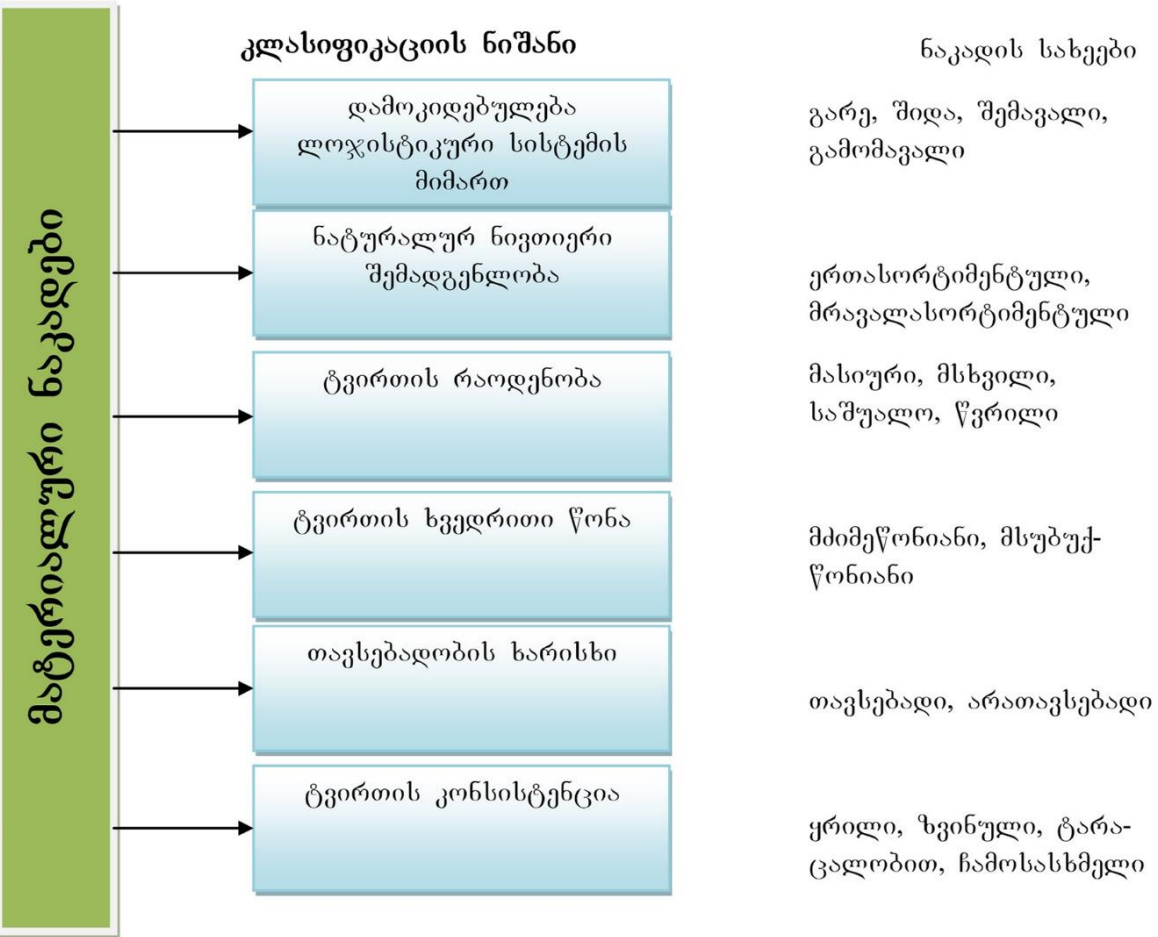 მატერიალური ნაკადები
კლასიფიკაციის ნიშანი
ნაკადის სახეები
დამოკიდებულება
ლოჯისტიკური სისტემის
მიმართ
გარე, შიდა, შემავალი,
გამომავალი
ნატურალურ ნივთიერი
შემადგენლობა
ერთასორტიმენტული,
მრავალასორტიმენტული
ტვირთის რაოდენობა
მასიური, მსხვილი,
საშუალო, წვრილი
ტვირთის ხვედრითი წონა
მძიმეწონიანი, მსუბუქ-
წონიანი
თავსებადობის ხარისხი
თავსებადი, არათავსებადი
ტვირთის კონსისტენცია
ყრილი, ზვინული, ტარა-
ცალობით, ჩამოსასხმელი